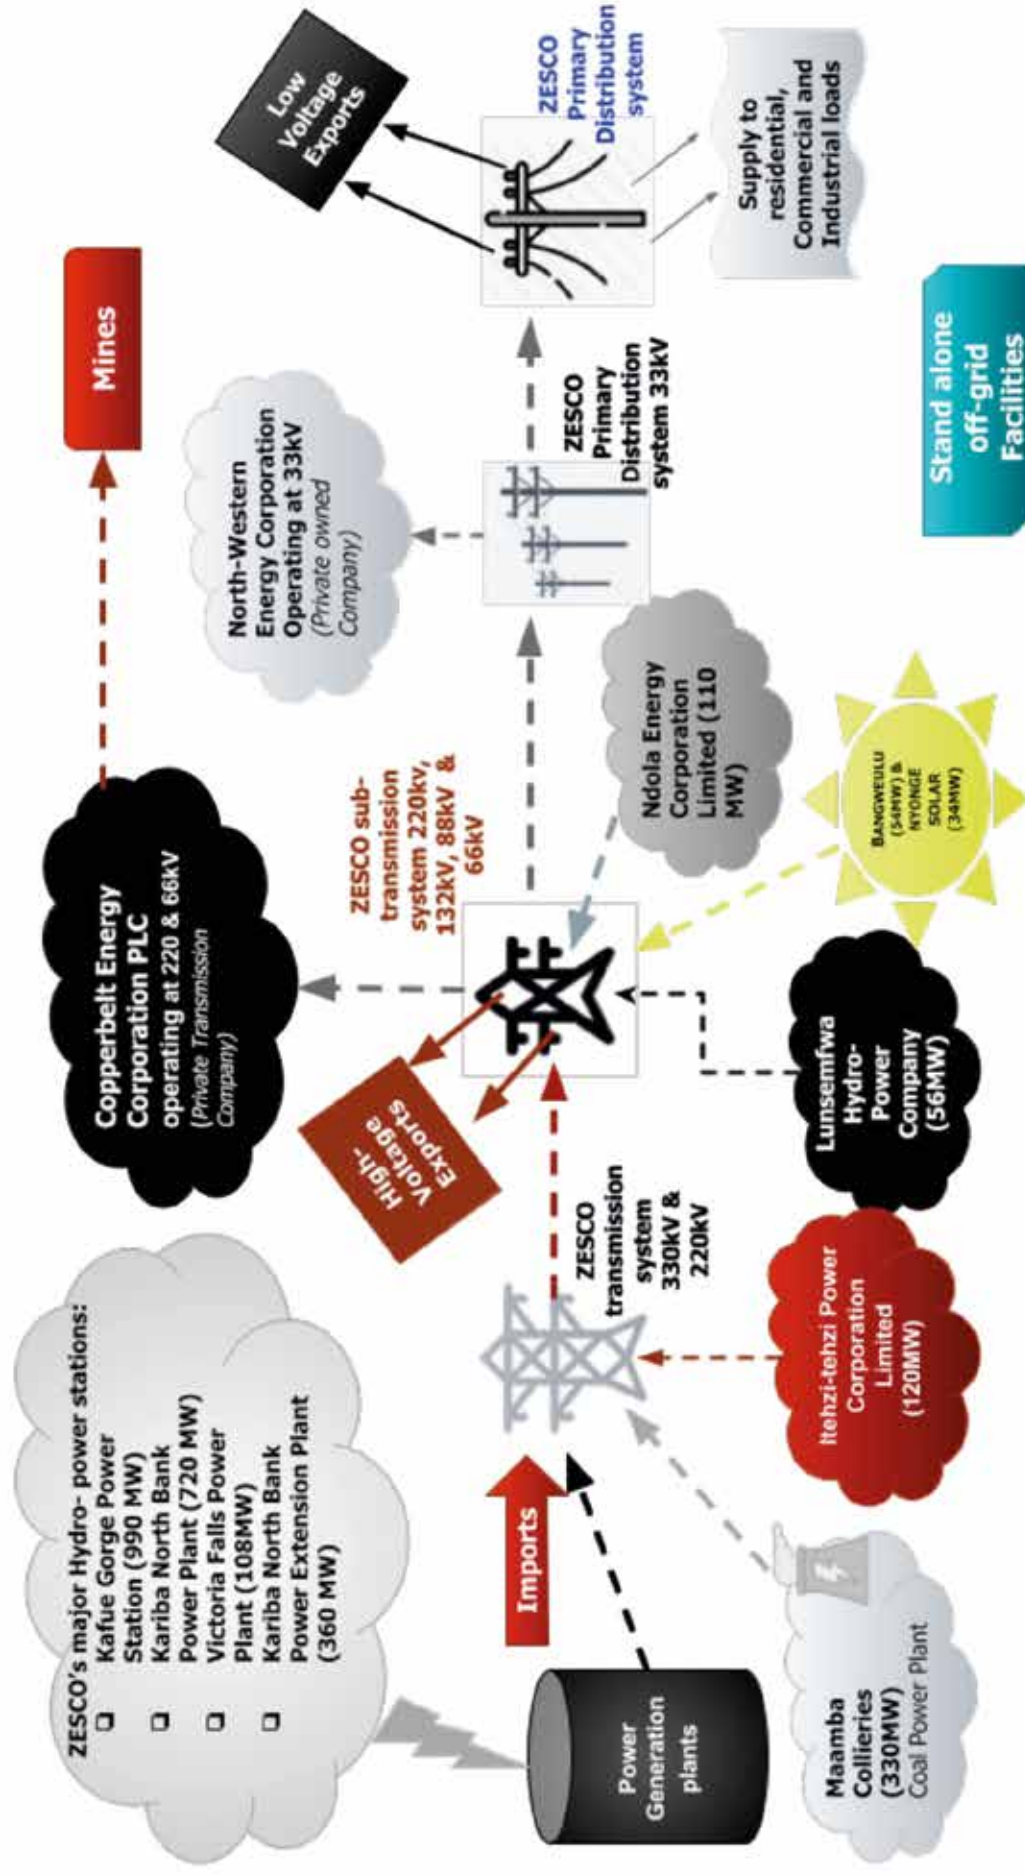 ZESCO's major Hydro- power stations:
❑ Kafue Gorge Power
Station (990 MW)
❑ Kariba North Bank
Power Plant (720 MW)
❑ Victoria Falls Power
Plant (108MW)
❑ Kariba North Bank
Power Extension Plant
(360 MW)
Copperbelt Energy
Corporation PLC
operating at 220 & 66kV
(Private Transmission
Company)
Mines
North-Western
Energy Corporation
Operating at 33kV
(Private owned
Company)
Low
Voltage
Exports
High-
Voltage
Exports
ZESCO sub-
transmission
system 220kv,
132kV, 88kV &
66kV
Imports
Power
Generation
plants
ZESCO
transmission
system
330kV &
220kV
ZESCO
Primary
Distribution
system 33kV
ZESCO
Primary
Distribution
system
Ndola Energy
Corporation
Limited (110
MW)
Supply to
residential,
Commercial and
Industrial loads
Maamba
Collieries
(330MW)
Coal Power Plant
Itehzi-tehzi Power
Corporation
Limited
(120MW)
Lunsemfwa
Hydro-
Power
Company
(56MW)
BANGWEULU
(54MW) &
NYONGE
SOLAR
(34MW)
Stand alone
off-grid
Facilities